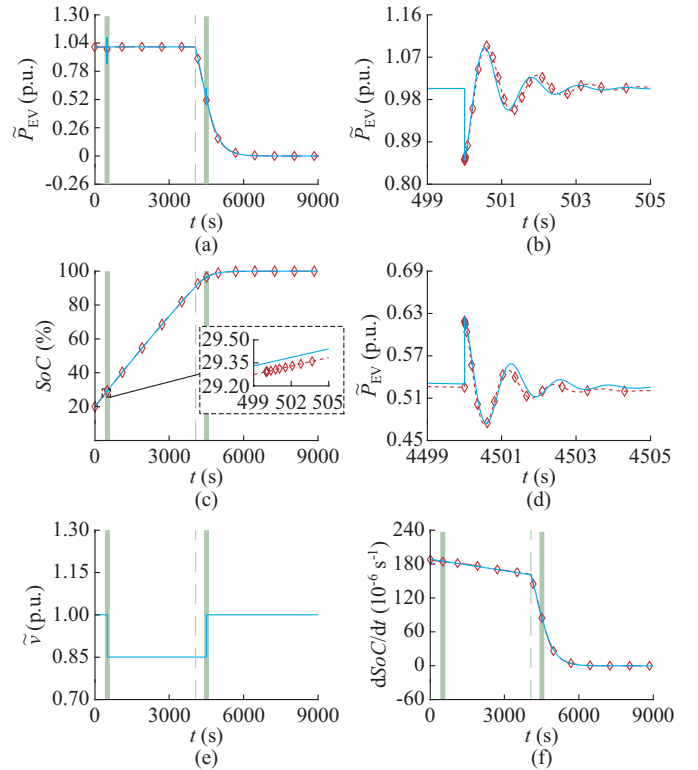 1.30
1.04
0.78
0.52
0.26
0
-0.26
P̃EV (p.u.)
0 3000 6000 9000
t (s)
(a)
1.16
1.07
0.98
0.89
0.80
P̃EV (p.u.)
499 501 503 505
t (s)
(b)
100
80
60
40
20
SoC (%)
29.50
29.35
29.20
499 502 505
0 3000 6000 9000
t (s)
(c)
0.69
0.63
0.57
0.51
0.45
P̃EV (p.u.)
4499 4501 4503 4505
t (s)
(d)
1.30
1.15
1.00
0.85
0.70
ṽ (p.u.)
0 3000 6000 9000
t (s)
(e)
240
180
120
60
0
-60
dSoC/dt (10⁻⁶ s⁻¹)
0 3000 6000 9000
t (s)
(f)